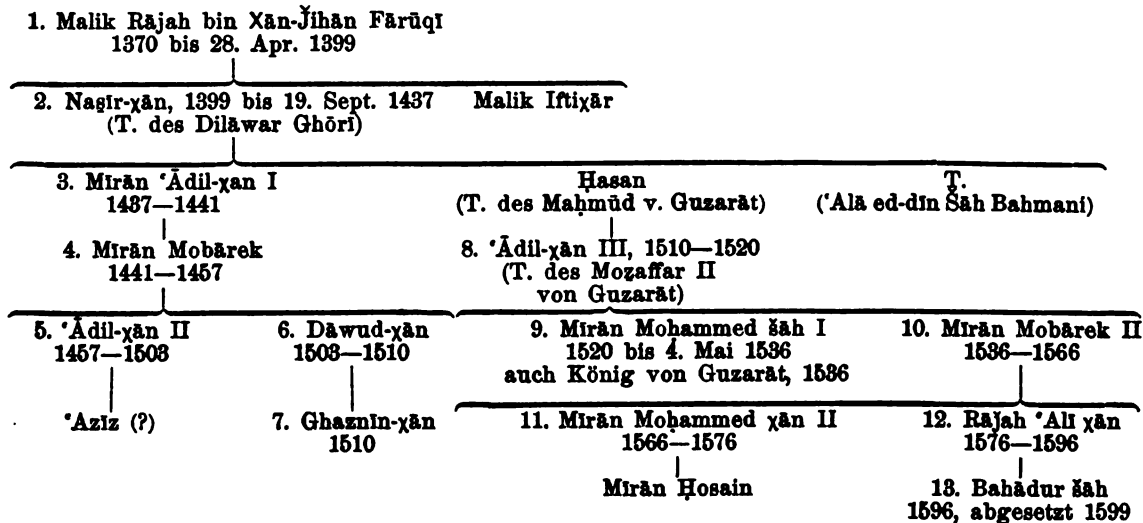 1. Malik Rājah bin Xān-J̌ihān Fārūqī
1370 bis 28. Apr. 1399
2. Naṣīr-χān, 1399 bis 19. Sept. 1437 Malik Iftiχār
(T. des Dilāwar Ghōrī)
3. Mīrān ʿĀdil-χan I Ḥasan T.
1437—1441 (T. des Maḥmūd v. Guzarāt) (ʿAlā ed-dīn Šāh Bahmani)
4. Mīrān Mobārek 8. ʿĀdil-χān III, 1510—1520
1441—1457 (T. des Moẓaffar II
von Guzarāt)
5. ʿĀdil-χān II 6. Dāwud-χān 9. Mīrān Mohammed šāh I 10. Mīrān Mobārek II
1457—1503 1503—1510 1520 bis 4. Mai 1536 1536—1566
auch König von Guzarāt, 1536
ʿAzīz (?) 7. Ghaznīn-χān 11. Mīrān Moḥammed χān II 12. Rāǰah ʿAlī χān
1510 1566—1576 1576—1596
Mīrān Ḥosain 13. Bahādur šāh
1596, abgesetzt 1599